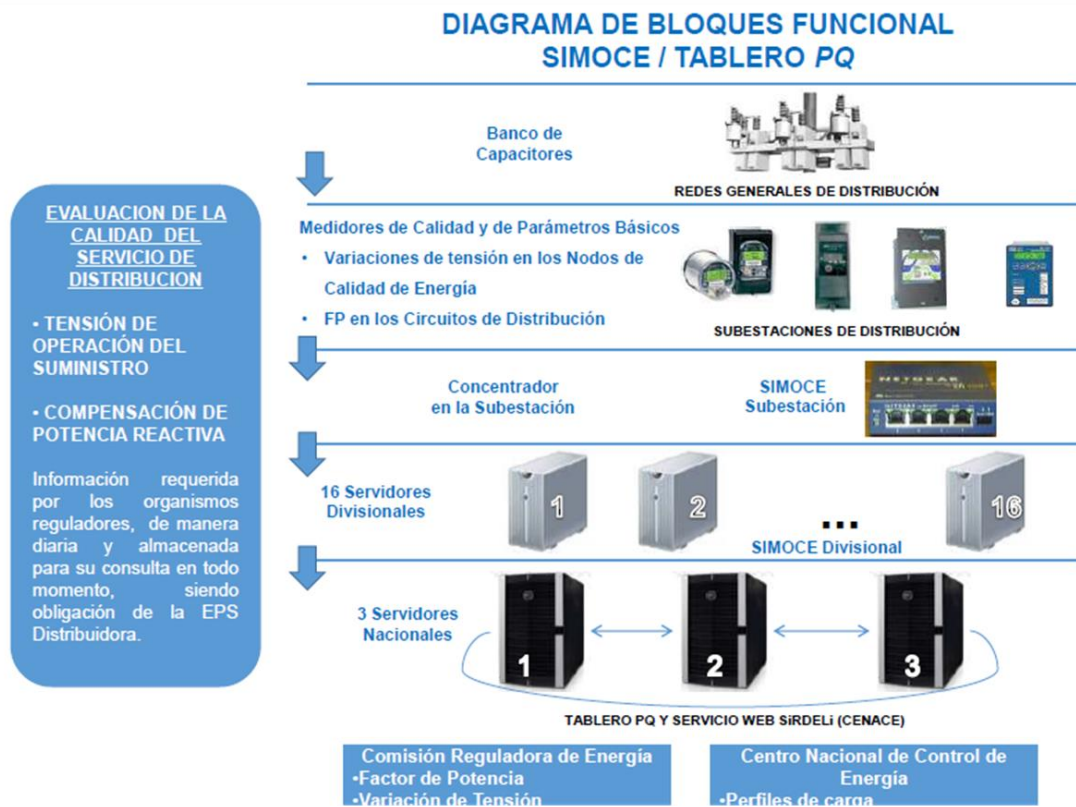 DIAGRAMA DE BLOQUES FUNCIONAL
SIMOCE / TABLERO PQ
EVALUACION DE LA
CALIDAD DEL
SERVICIO DE
DISTRIBUCION
• TENSIÓN DE
OPERACIÓN DEL
SUMINISTRO
• COMPENSACIÓN DE
POTENCIA REACTIVA
Información requerida
por los organismos
reguladores, de manera
diaria y almacenada
para su consulta en todo
momento, siendo
obligación de la EPS
Distribuidora.
Banco de
Capacitores
REDES GENERALES DE DISTRIBUCIÓN
Medidores de Calidad y de Parámetros Básicos
• Variaciones de tensión en los Nodos de
Calidad de Energía
• FP en los Circuitos de Distribución
SUBESTACIONES DE DISTRIBUCIÓN
Concentrador
en la Subestación
SIMOCE
Subestación
NETGEAR
16 Servidores
Divisionales
1
2
...
16
SIMOCE Divisional
3 Servidores
Nacionales
1
2
3
TABLERO PQ Y SERVICIO WEB SiRDELi (CENACE)
Comisión Reguladora de Energía
•Factor de Potencia
•Variación de Tensión
Centro Nacional de Control de
Energía
•Perfiles de carga